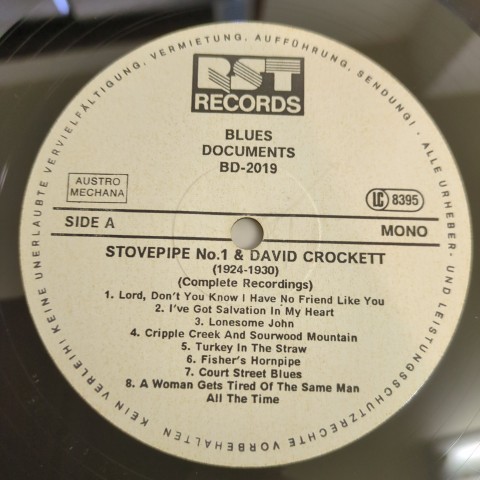 RST
RECORDS
BLUES
DOCUMENTS
BD-2019
AUSTRO
MECHANA
LC 8395
SIDE A
MONO
STOVEPIPE No.1 & DAVID CROCKETT
(1924-1930)
(Complete Recordings)
1. Lord, Don't You Know I Have No Friend Like You
2. I've Got Salvation In My Heart
3. Lonesome John
4. Cripple Creek And Sourwood Mountain
5. Turkey In The Straw
6. Fisher's Hornpipe
7. Court Street Blues
8. A Woman Gets Tired Of The Same Man
All The Time
ALLE URHEBER- UND LEISTUNGSSCHUTZRECHTE VORBEHALTEN. KEIN VERLEIH! KEINE UNERLAUBTE VERVIELFÄLTIGUNG, VERMIETUNG, AUFFÜHRUNG, SENDUNG!